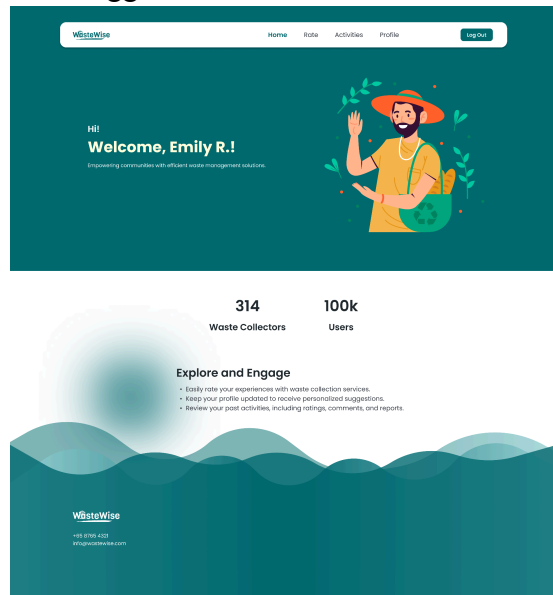 WasteWise
Home Rate Activities Profile Log Out
Hi!
Welcome, Emily R.!
Empowering communities with efficient waste management solutions.
314 100k
Waste Collectors Users
Explore and Engage
• Easily rate your experiences with waste collection services.
• Keep your profile updated to receive personalized suggestions.
• Review your past activities, including ratings, comments, and reports.
WasteWise
+65 8765 4321
info@wastewise.com